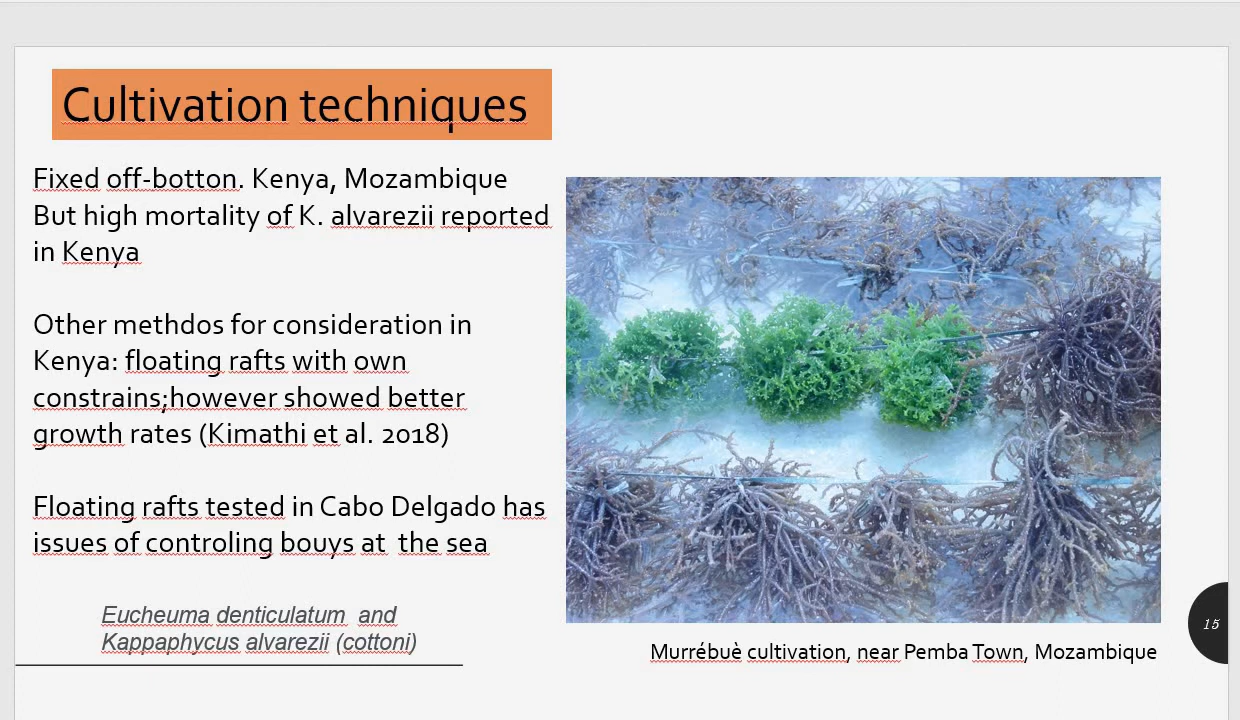 Cultivation techniques
Fixed off-botton. Kenya, Mozambique
But high mortality of K. alvarezii reported
in Kenya
Other methdos for consideration in
Kenya: floating rafts with own
constrains;however showed better
growth rates (Kimathi et al. 2018)
Floating rafts tested in Cabo Delgado has
issues of controling bouys at  the sea
Eucheuma denticulatum  and
Kappaphycus alvarezii (cottoni)
Murrébuè cultivation, near Pemba Town, Mozambique
15